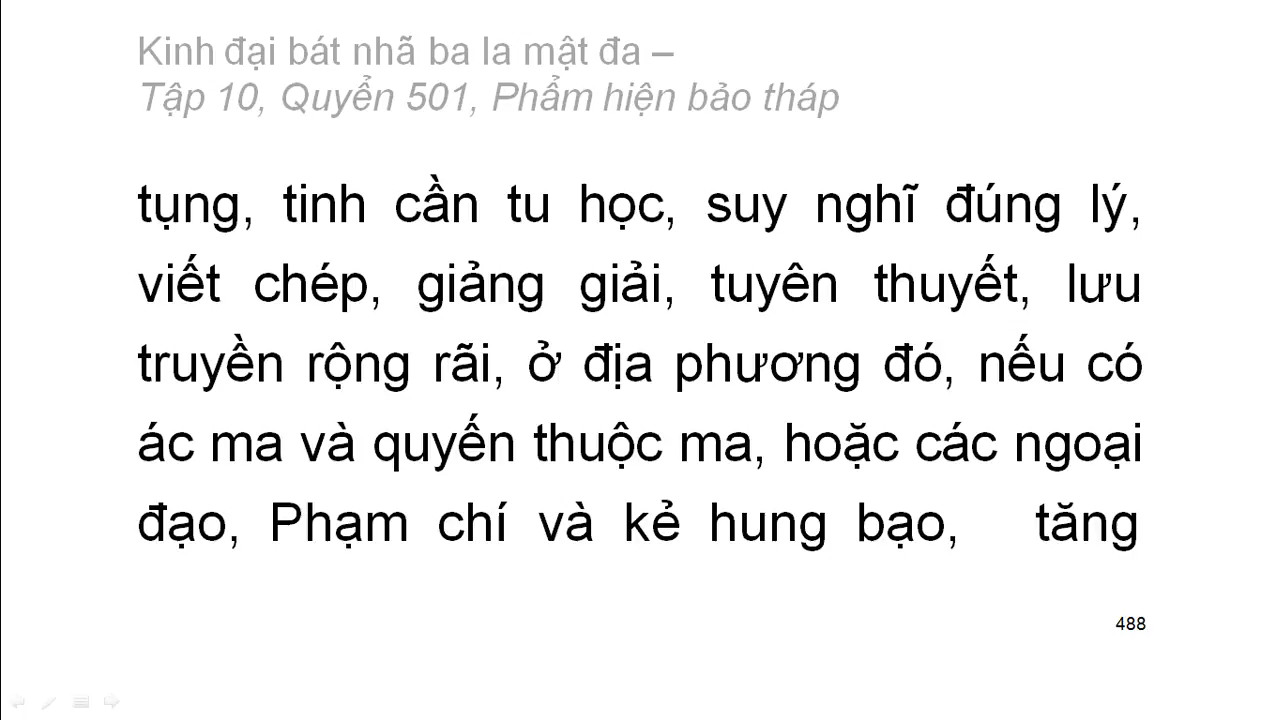 Kinh đại bát nhã ba la mật đa –
Tập 10, Quyển 501, Phẩm hiện bảo tháp
tụng, tinh cần tu học, suy nghĩ đúng lý,
viết chép, giảng giải, tuyên thuyết, lưu
truyền rộng rãi, ở địa phương đó, nếu có
ác ma và quyến thuộc ma, hoặc các ngoại
đạo, Phạm chí và kẻ hung bạo, tăng
488